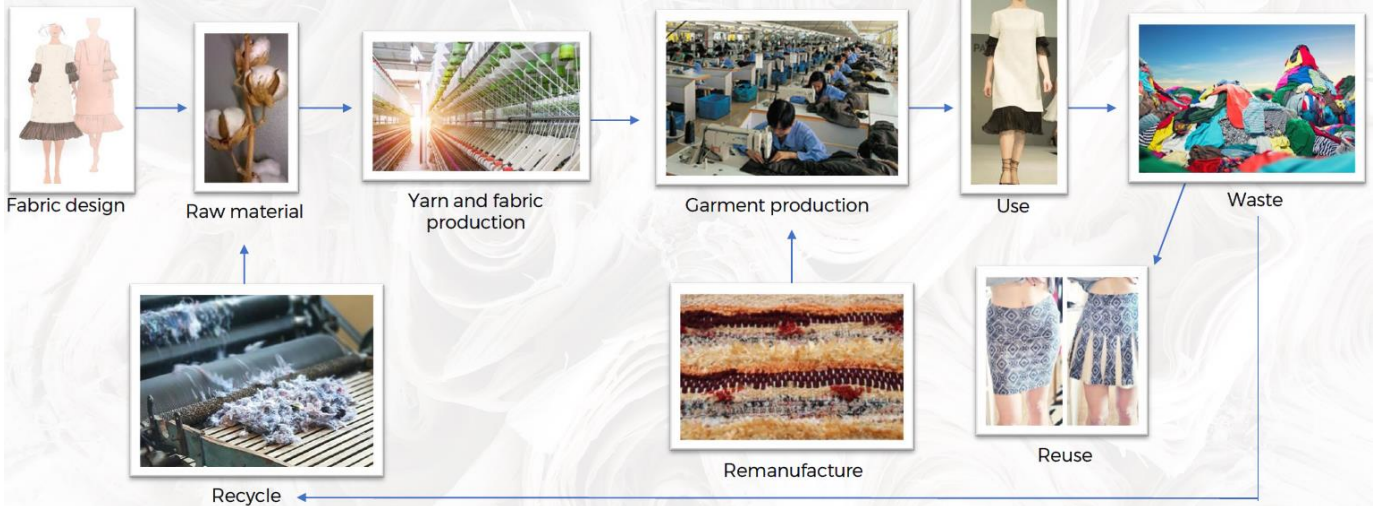 Fabric design
Raw material
Yarn and fabric
production
Garment production
Use
Waste
Recycle
Remanufacture
Reuse